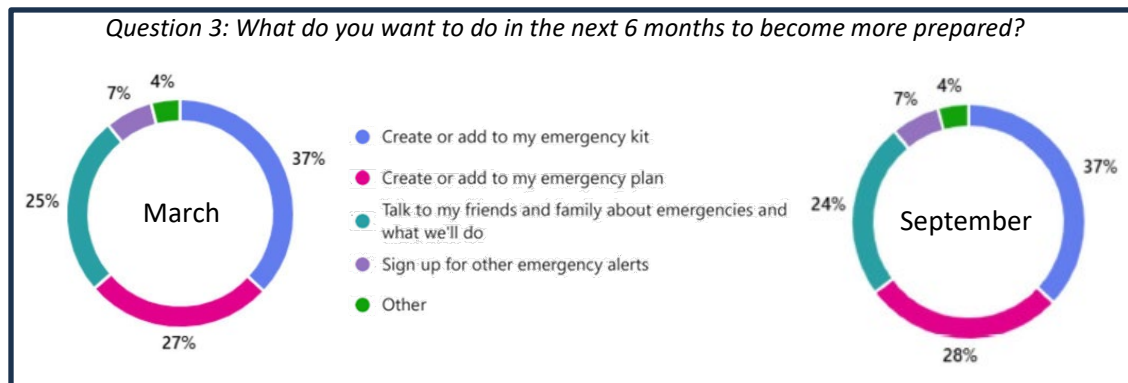 Question 3: What do you want to do in the next 6 months to become more prepared?
4%
7%
37%
25%
March
27%
Create or add to my emergency kit
Create or add to my emergency plan
Talk to my friends and family about emergencies and
what we'll do
Sign up for other emergency alerts
Other
4%
7%
37%
24%
September
28%